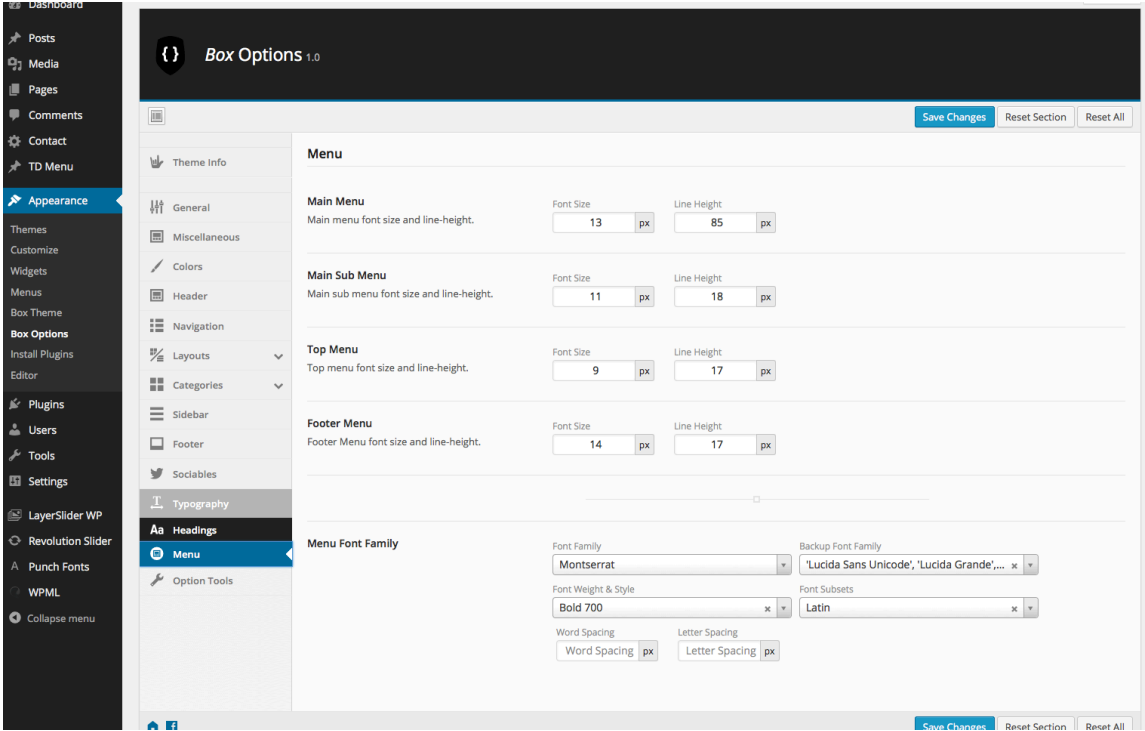 Dashboard
Posts
Media
Pages
Comments
Contact
TD Menu
Appearance
Themes
Customize
Widgets
Menus
Box Theme
Box Options
Install Plugins
Editor
Plugins
Users
Tools
Settings
LayerSlider WP
Revolution Slider
Punch Fonts
WPML
Collapse menu
{ } Box Options 1.0
Save Changes Reset Section Reset All
Theme Info
General
Miscellaneous
Colors
Header
Navigation
Layouts
Categories
Sidebar
Footer
Sociables
Typography
Aa Headings
Menu
Option Tools
Menu
Main Menu
Main menu font size and line-height.
Font Size Line Height
13 px 85 px
Main Sub Menu
Main sub menu font size and line-height.
Font Size Line Height
11 px 18 px
Top Menu
Top menu font size and line-height.
Font Size Line Height
9 px 17 px
Footer Menu
Footer Menu font size and line-height.
Font Size Line Height
14 px 17 px
Menu Font Family
Font Family Backup Font Family
Montserrat 'Lucida Sans Unicode', 'Lucida Grande',... ×
Font Weight & Style Font Subsets
Bold 700 × Latin ×
Word Spacing Letter Spacing
Word Spacing px Letter Spacing px
Save Changes Reset Section Reset All